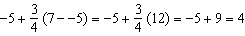 −5 + 3/4 (7 − −5) = −5 + 3/4 (12) = −5 + 9 = 4